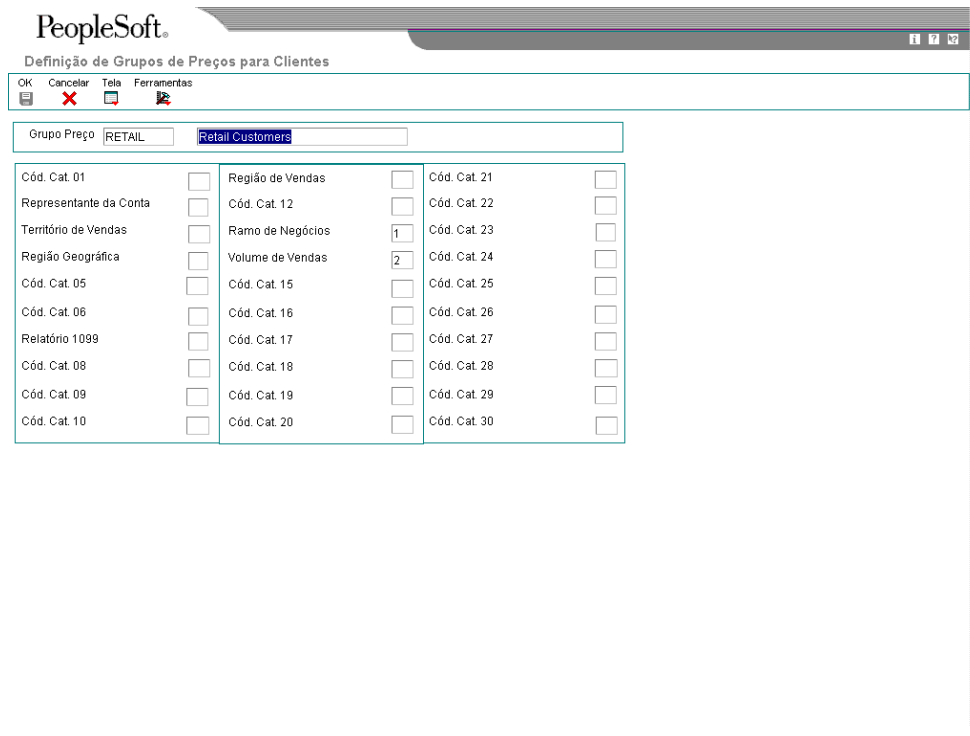 PeopleSoft®
Definição de Grupos de Preços para Clientes
OK Cancelar Tela Ferramentas
Grupo Preço RETAIL Retail Customers
Cód. Cat. 01 Região de Vendas Cód. Cat. 21
Representante da Conta Cód. Cat. 12 Cód. Cat. 22
Território de Vendas Ramo de Negócios 1 Cód. Cat. 23
Região Geográfica Volume de Vendas 2 Cód. Cat. 24
Cód. Cat. 05 Cód. Cat. 15 Cód. Cat. 25
Cód. Cat. 06 Cód. Cat. 16 Cód. Cat. 26
Relatório 1099 Cód. Cat. 17 Cód. Cat. 27
Cód. Cat. 08 Cód. Cat. 18 Cód. Cat. 28
Cód. Cat. 09 Cód. Cat. 19 Cód. Cat. 29
Cód. Cat. 10 Cód. Cat. 20 Cód. Cat. 30